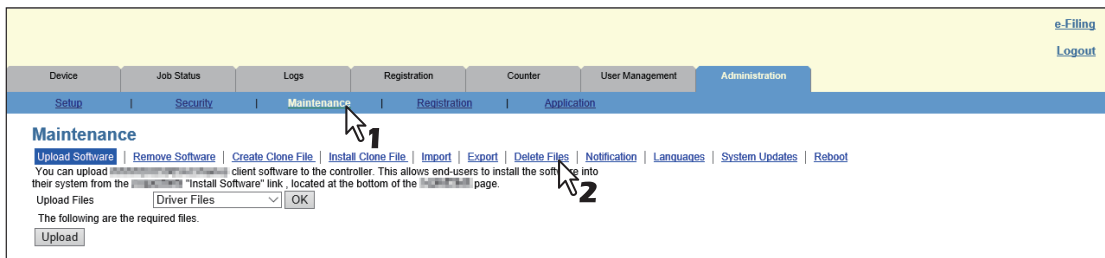 e-Filing
Logout
Device Job Status Logs Registration Counter User Management Administration
Setup | Security | Maintenance | Registration | Application
1
Maintenance
Upload Software | Remove Software | Create Clone File | Install Clone File | Import | Export | Delete Files | Notification | Languages | System Updates | Reboot
2
You can upload client software to the controller. This allows end-users to install the software into
their system from the "Install Software" link , located at the bottom of the page.
Upload Files Driver Files OK
The following are the required files.
Upload